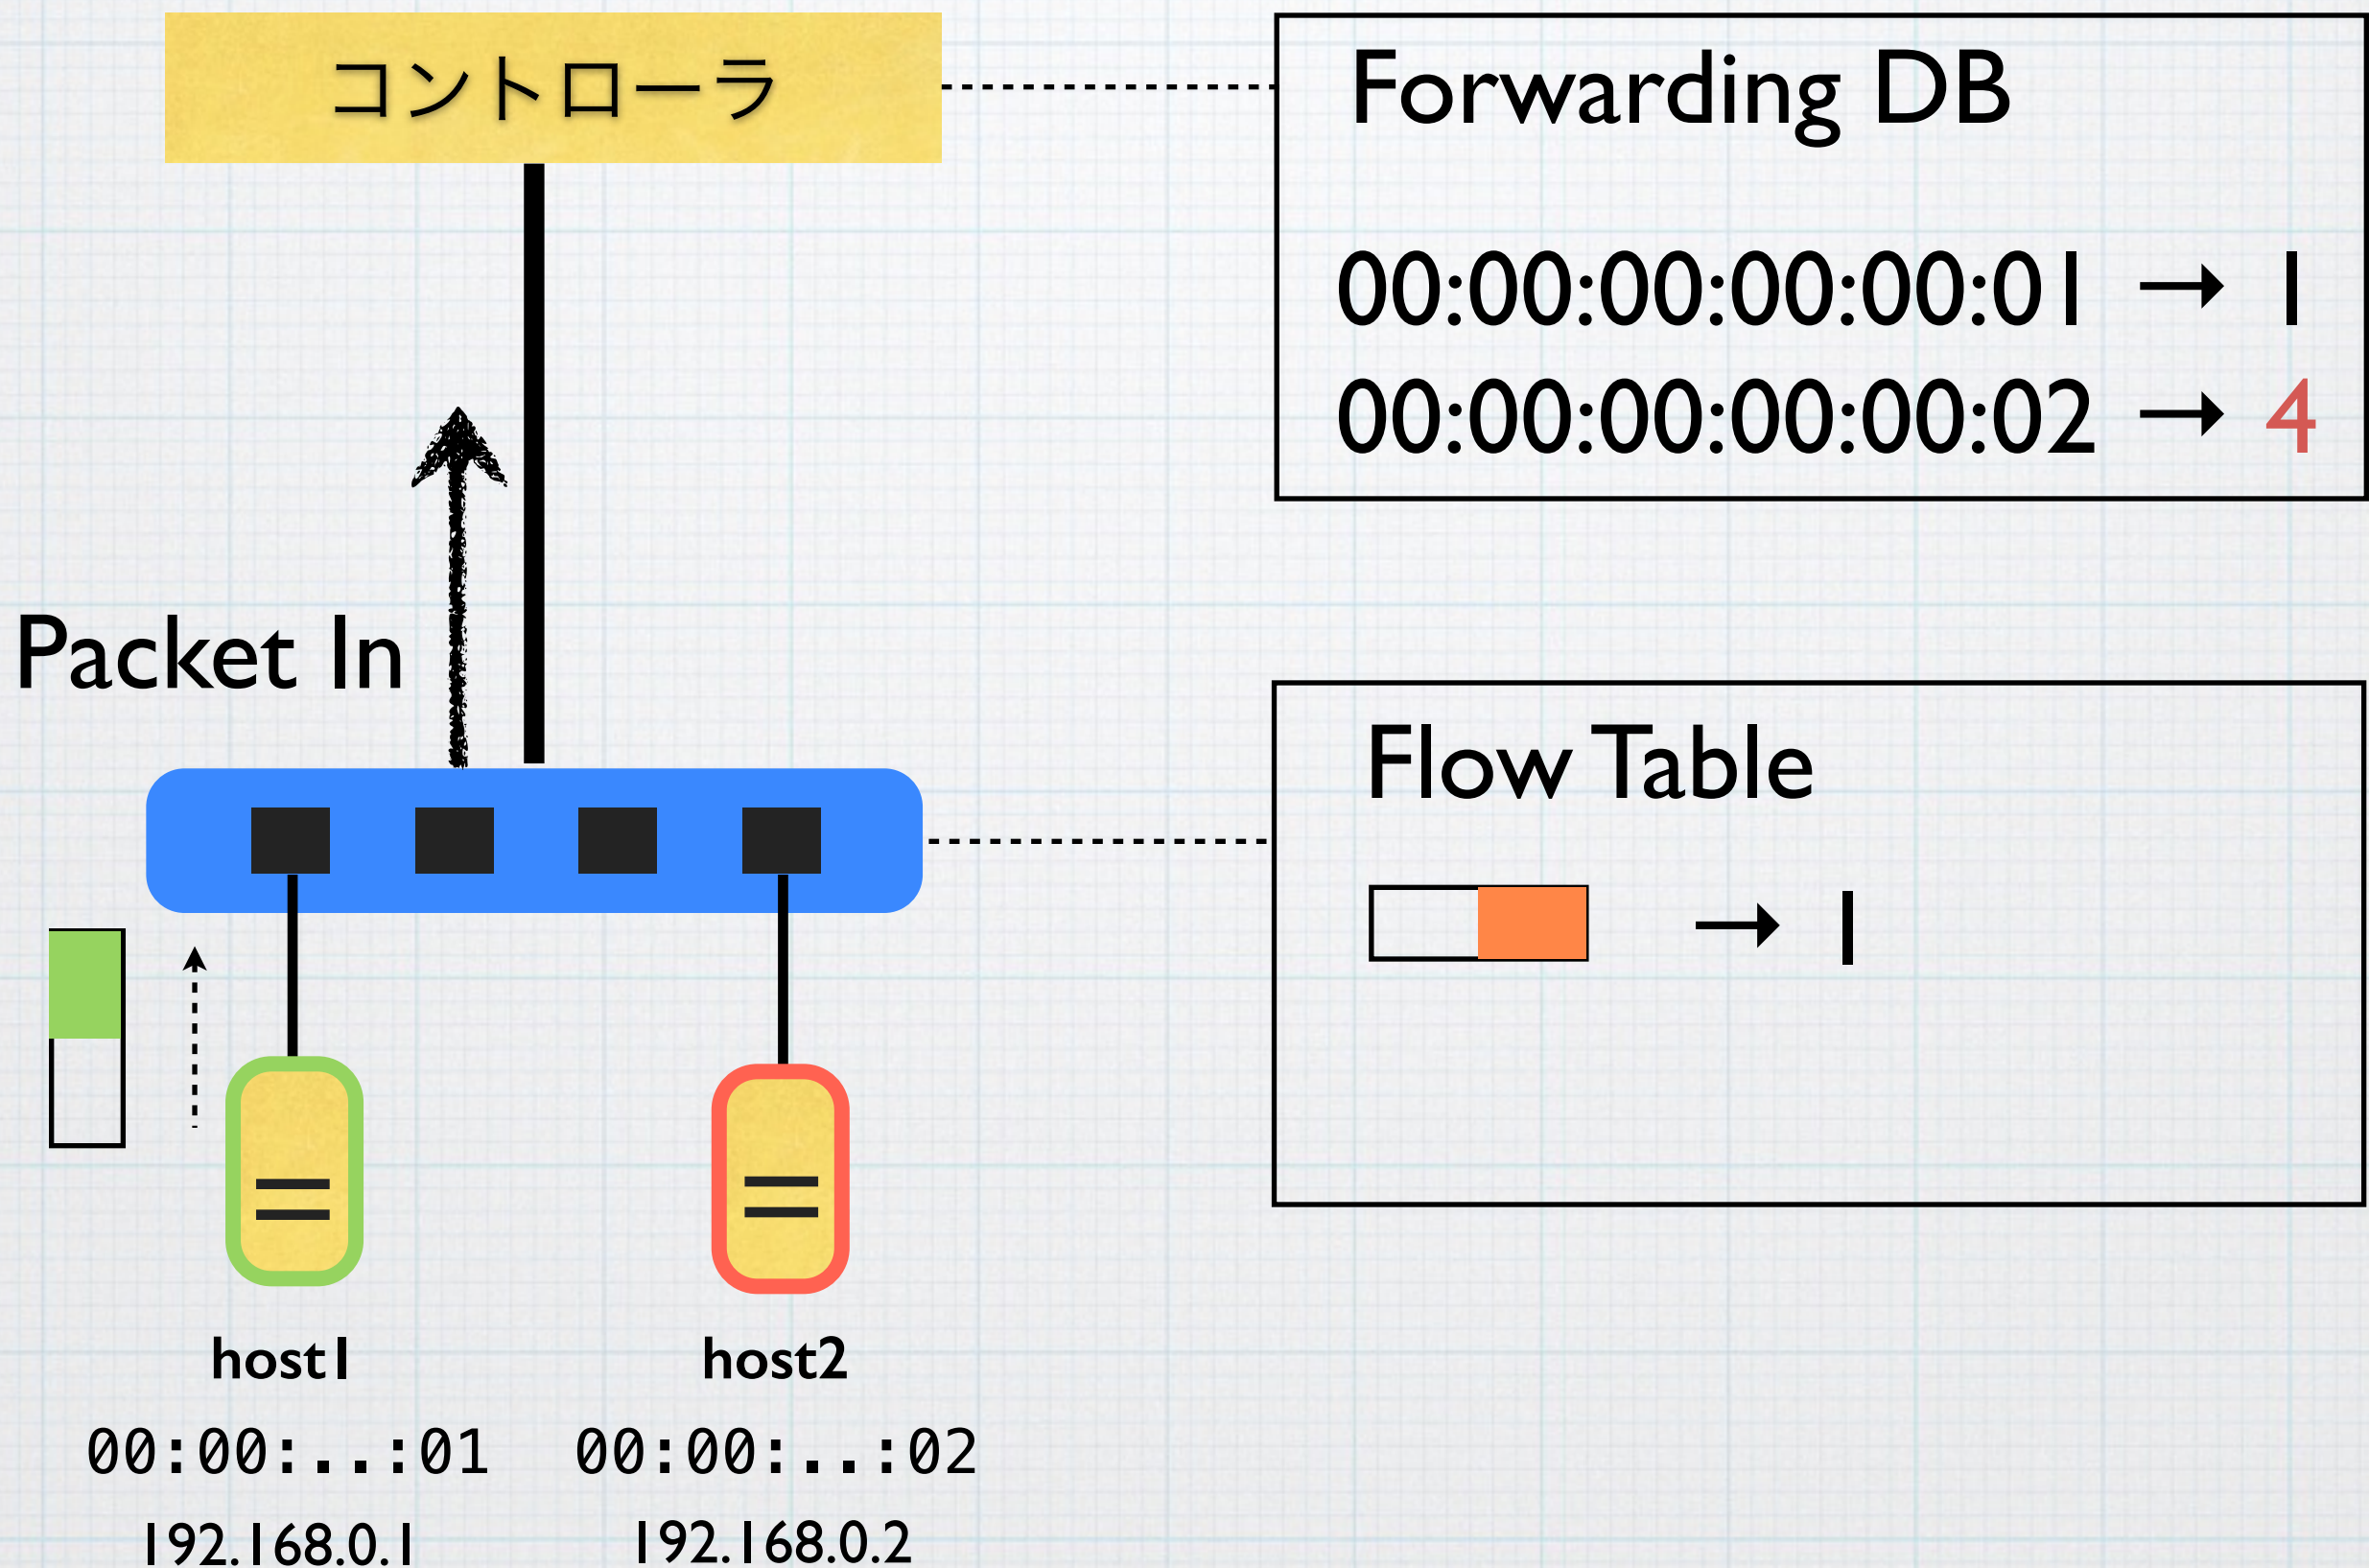 コントローラ
Forwarding DB
00:00:00:00:00:01 → 1
00:00:00:00:00:02 → 4
Packet In
Flow Table
→ 1
host1
host2
00:00:..:01
00:00:..:02
192.168.0.1
192.168.0.2